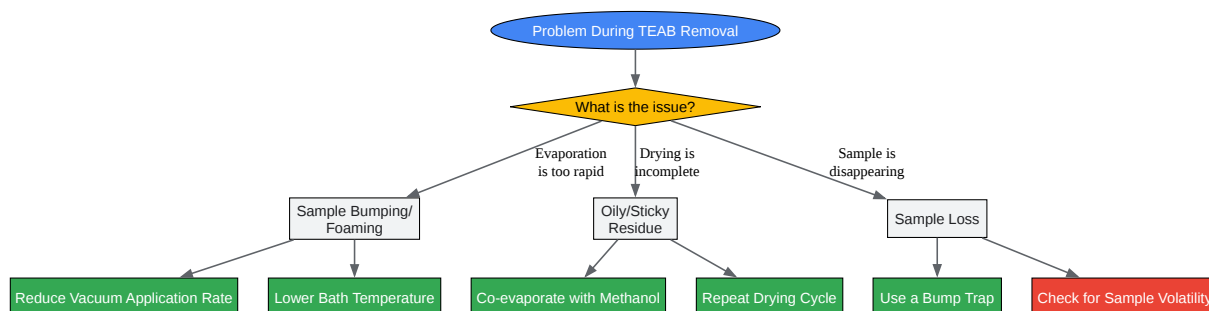 Problem During TEAB Removal
What is the issue?
Evaporation
is too rapid
Drying is
incomplete
Sample is
disappearing
Sample Bumping/
Foaming
Oily/Sticky
Residue
Sample Loss
Reduce Vacuum Application Rate
Lower Bath Temperature
Co-evaporate with Methanol
Repeat Drying Cycle
Use a Bump Trap
Check for Sample Volatility